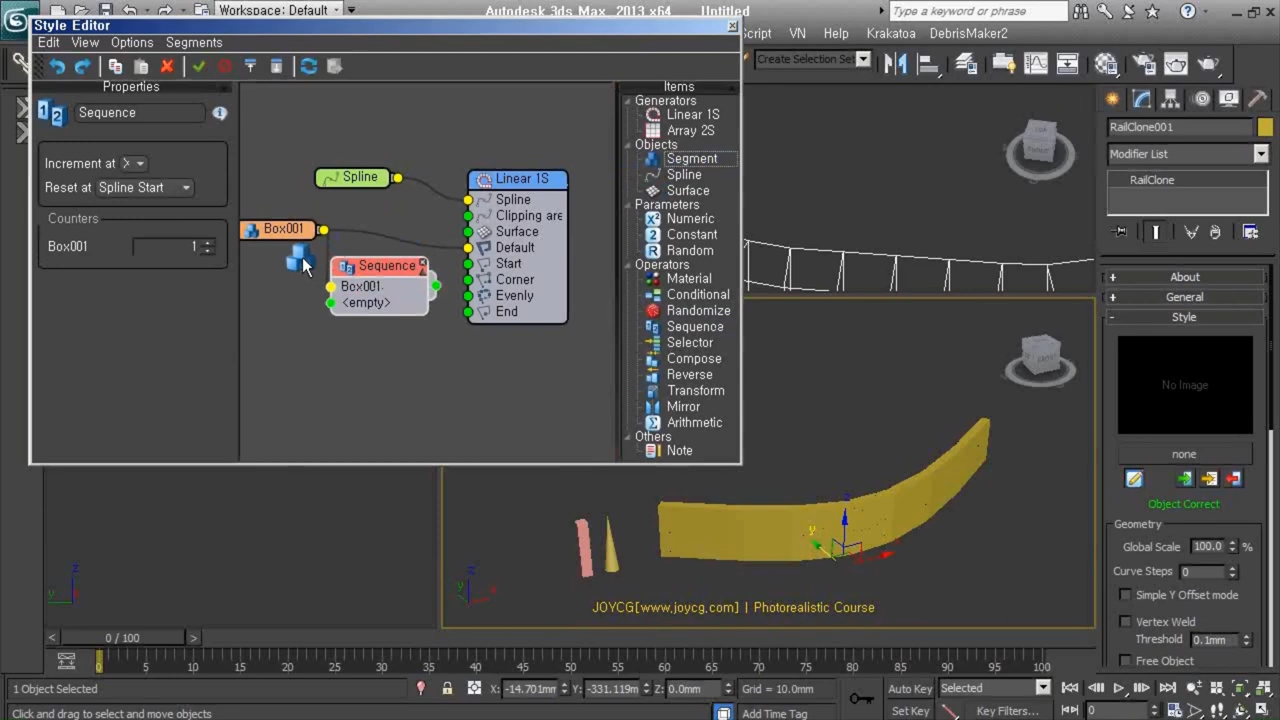 Workspace: Default
Autodesk 3ds Max 2013 x64 Untitled
Type a keyword or phrase
Style Editor
Edit View Options Segments
Script VN Help Krakatoa DebrisMaker2
Create Selection Set
Properties
Sequence
Increment at
Reset at Spline Start
Counters
Box001 1
Spline
Box001
Sequence
Box001
<empty>
Linear 1S
Spline
Clipping are
Surface
Default
Start
Corner
Evenly
End
Items
Generators
Linear 1S
Array 2S
Objects
Segment
Spline
Surface
Parameters
Numeric
Constant
Random
Operators
Material
Conditional
Randomize
Sequence
Selector
Compose
Reverse
Transform
Mirror
Arithmetic
Others
Note
RailClone001
Modifier List
RailClone
+ About
+ General
- Style
No Image
none
Object Correct
Geometry
Global Scale 100.0 %
Curve Steps 0
Simple Y Offset mode
Vertex Weld
Threshold 0.1mm
Free Object
JOYCG[www.joycg.com] | Photorealistic Course
< 0 / 100 >
0 5 10 15 20 25 30 35 40 45 50 55 60 65 70 75 80 85 90 95 100
1 Object Selected
X: -14.701mm Y: -331.119m Z: 0.0mm Grid = 10.0mm
Auto Key Selected
Click and drag to select and move objects
Add Time Tag
Set Key Key Filters... 0